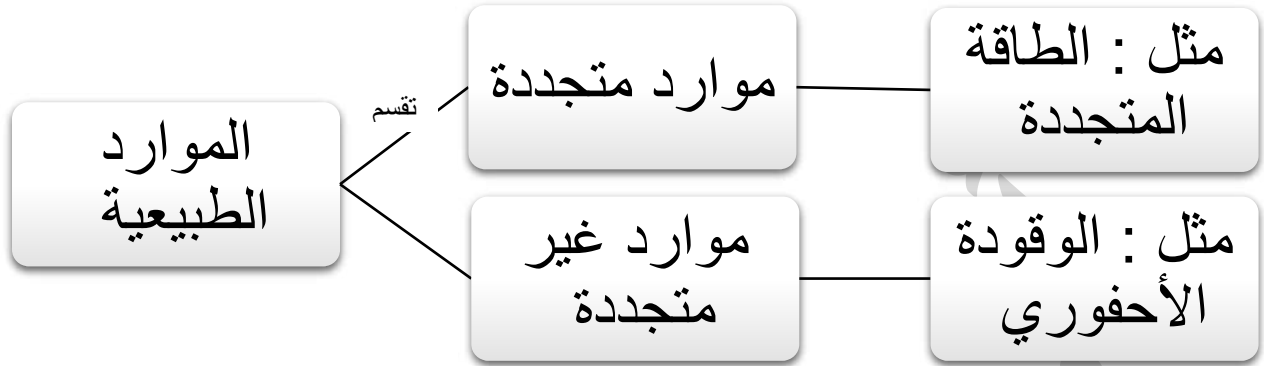 الموارد
الطبيعية
تقسم
موارد متجددة
مثل : الطاقة
المتجددة
موارد غير
متجددة
مثل : الوقودة
الأحفوري